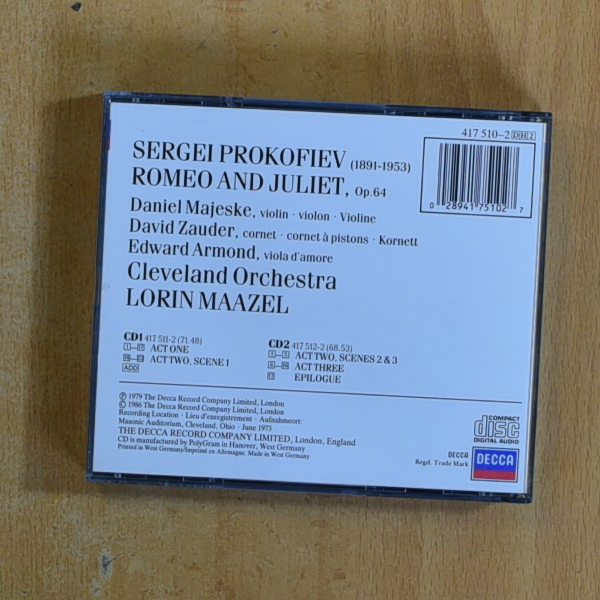 417 510-2 DH2
0 28941 75102 7
SERGEI PROKOFIEV (1891-1953)
ROMEO AND JULIET, Op.64
Daniel Majeske, violin · violon · Violine
David Zauder, cornet · cornet à pistons · Kornett
Edward Armond, viola d'amore
Cleveland Orchestra
LORIN MAAZEL
CD1 417 511-2 (71.48)
ACT ONE
ACT TWO, SCENE 1
ADD
CD2 417 512-2 (68.53)
ACT TWO, SCENES 2 & 3
ACT THREE
EPILOGUE
Ⓟ 1979 The Decca Record Company Limited, London
© 1986 The Decca Record Company Limited, London
Recording Location · Lieu d'enregistrement · Aufnahmeort:
Masonic Auditorium, Cleveland, Ohio · June 1973
THE DECCA RECORD COMPANY LIMITED, London, England
CD is manufactured by PolyGram in Hanover, West Germany
Printed in West Germany/Imprimé en Allemagne. Made in West Germany
COMPACT
disc
DIGITAL AUDIO
DECCA
Regd. Trade Mark
DECCA